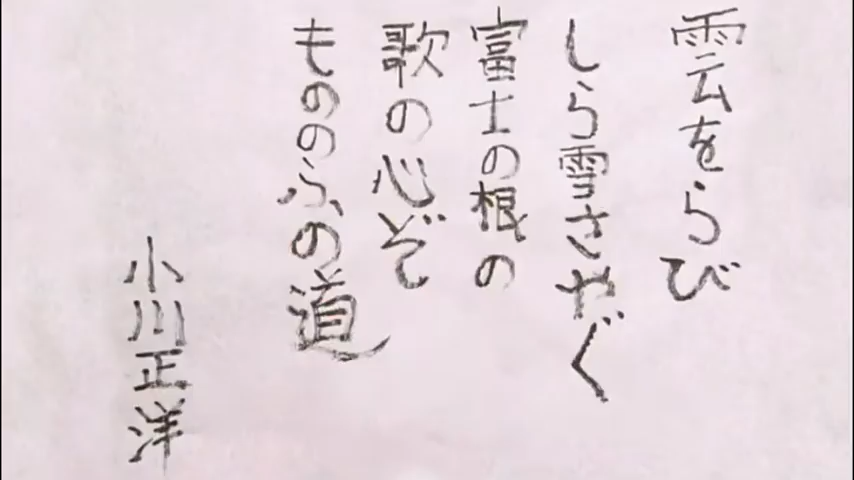 雲をらび
しら雪さやぐ
富士の根の
歌の心ぞ
もののふの道
小川正洋